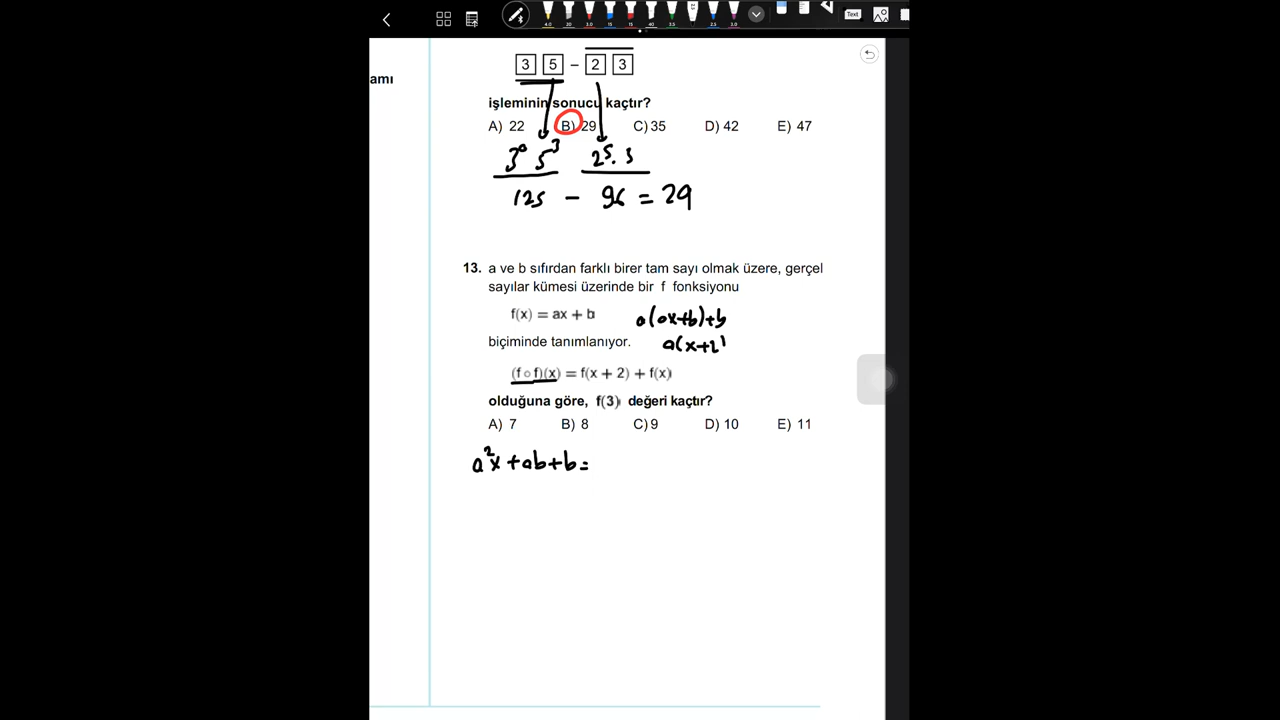 Text
3 5 – 2 3
amı
işleminin sonucu kaçtır?
A) 22 B) 29 C) 35 D) 42 E) 47
3⁰ 5³ 2⁵. 3
125 – 96 = 29
13. a ve b sıfırdan farklı birer tam sayı olmak üzere, gerçel
sayılar kümesi üzerinde bir f fonksiyonu
f(x) = ax + b a(ax+b)+b
biçiminde tanımlanıyor. a(x+2)
(f ∘ f)(x) = f(x + 2) + f(x)
olduğuna göre, f(3) değeri kaçtır?
A) 7 B) 8 C) 9 D) 10 E) 11
a²x + ab + b =